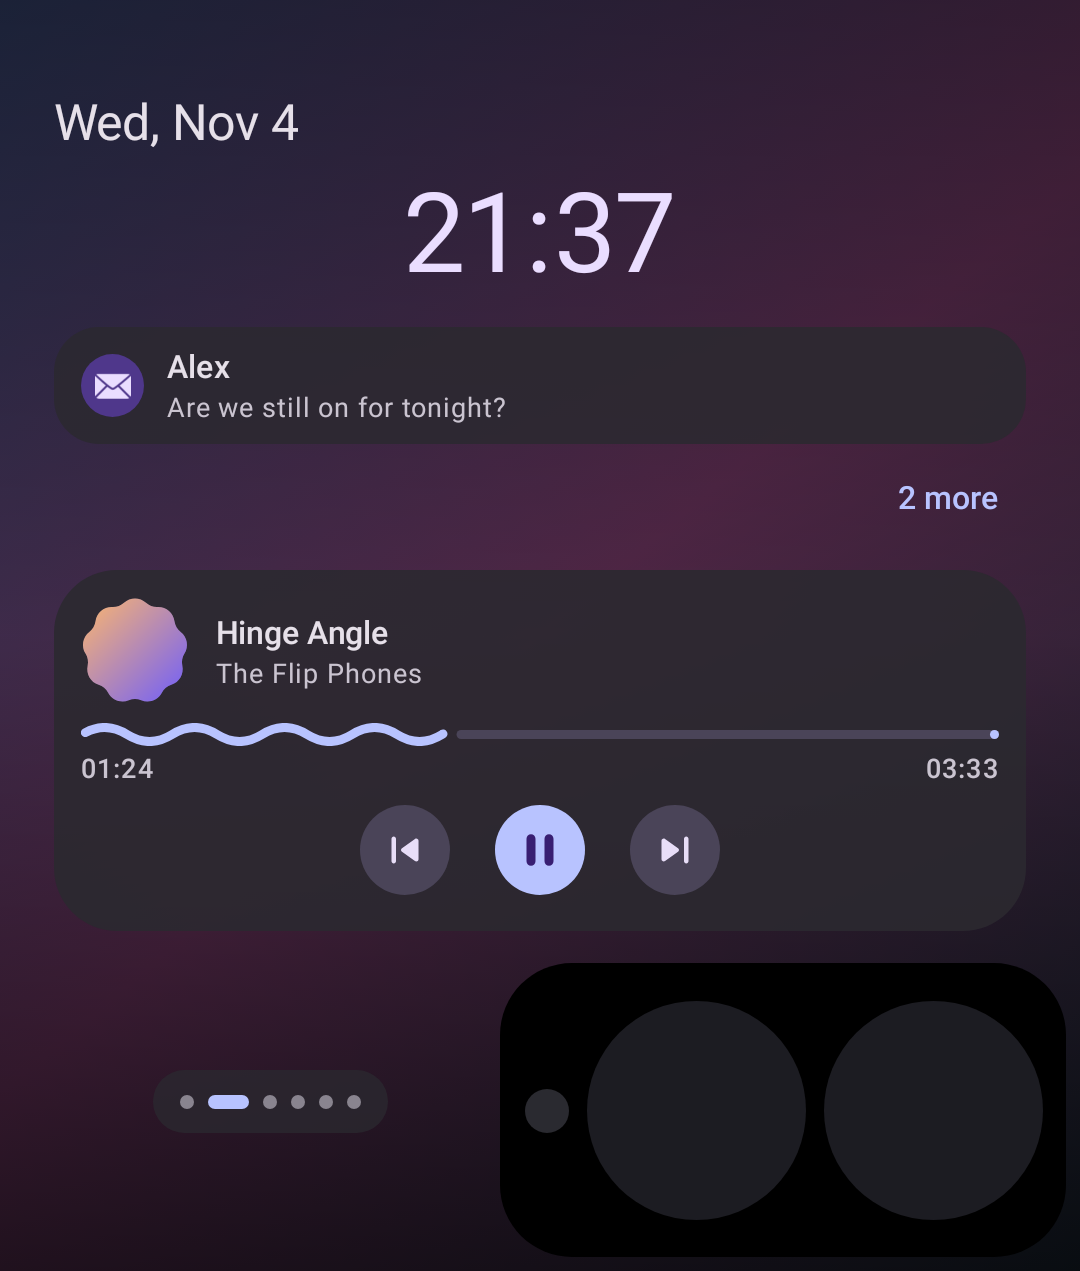 Wed, Nov 4
21:37
Alex
Are we still on for tonight?
2 more
Hinge Angle
The Flip Phones
01:24
03:33